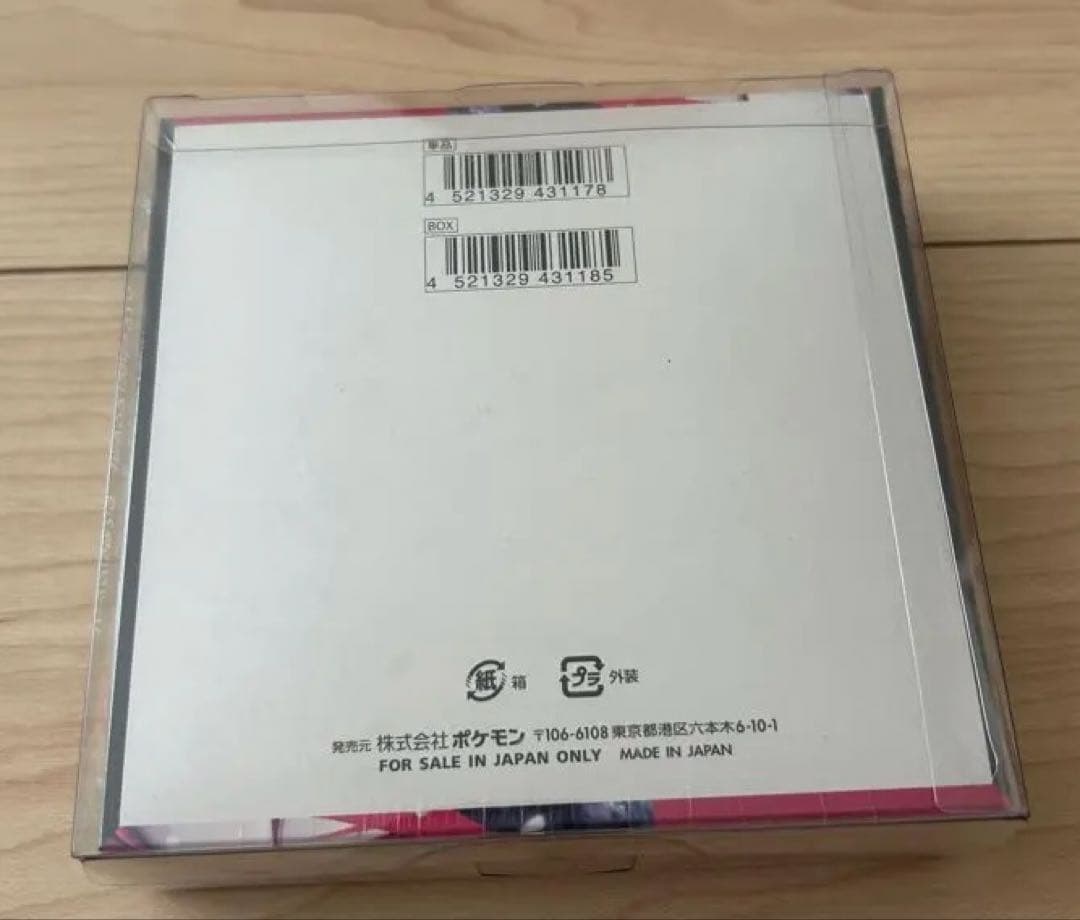 単品
4 521329 431178
BOX
4 521329 431185
紙 箱 プラ 外装
発売元 株式会社ポケモン 〒106-6108 東京都港区六本木6-10-1
FOR SALE IN JAPAN ONLY MADE IN JAPAN